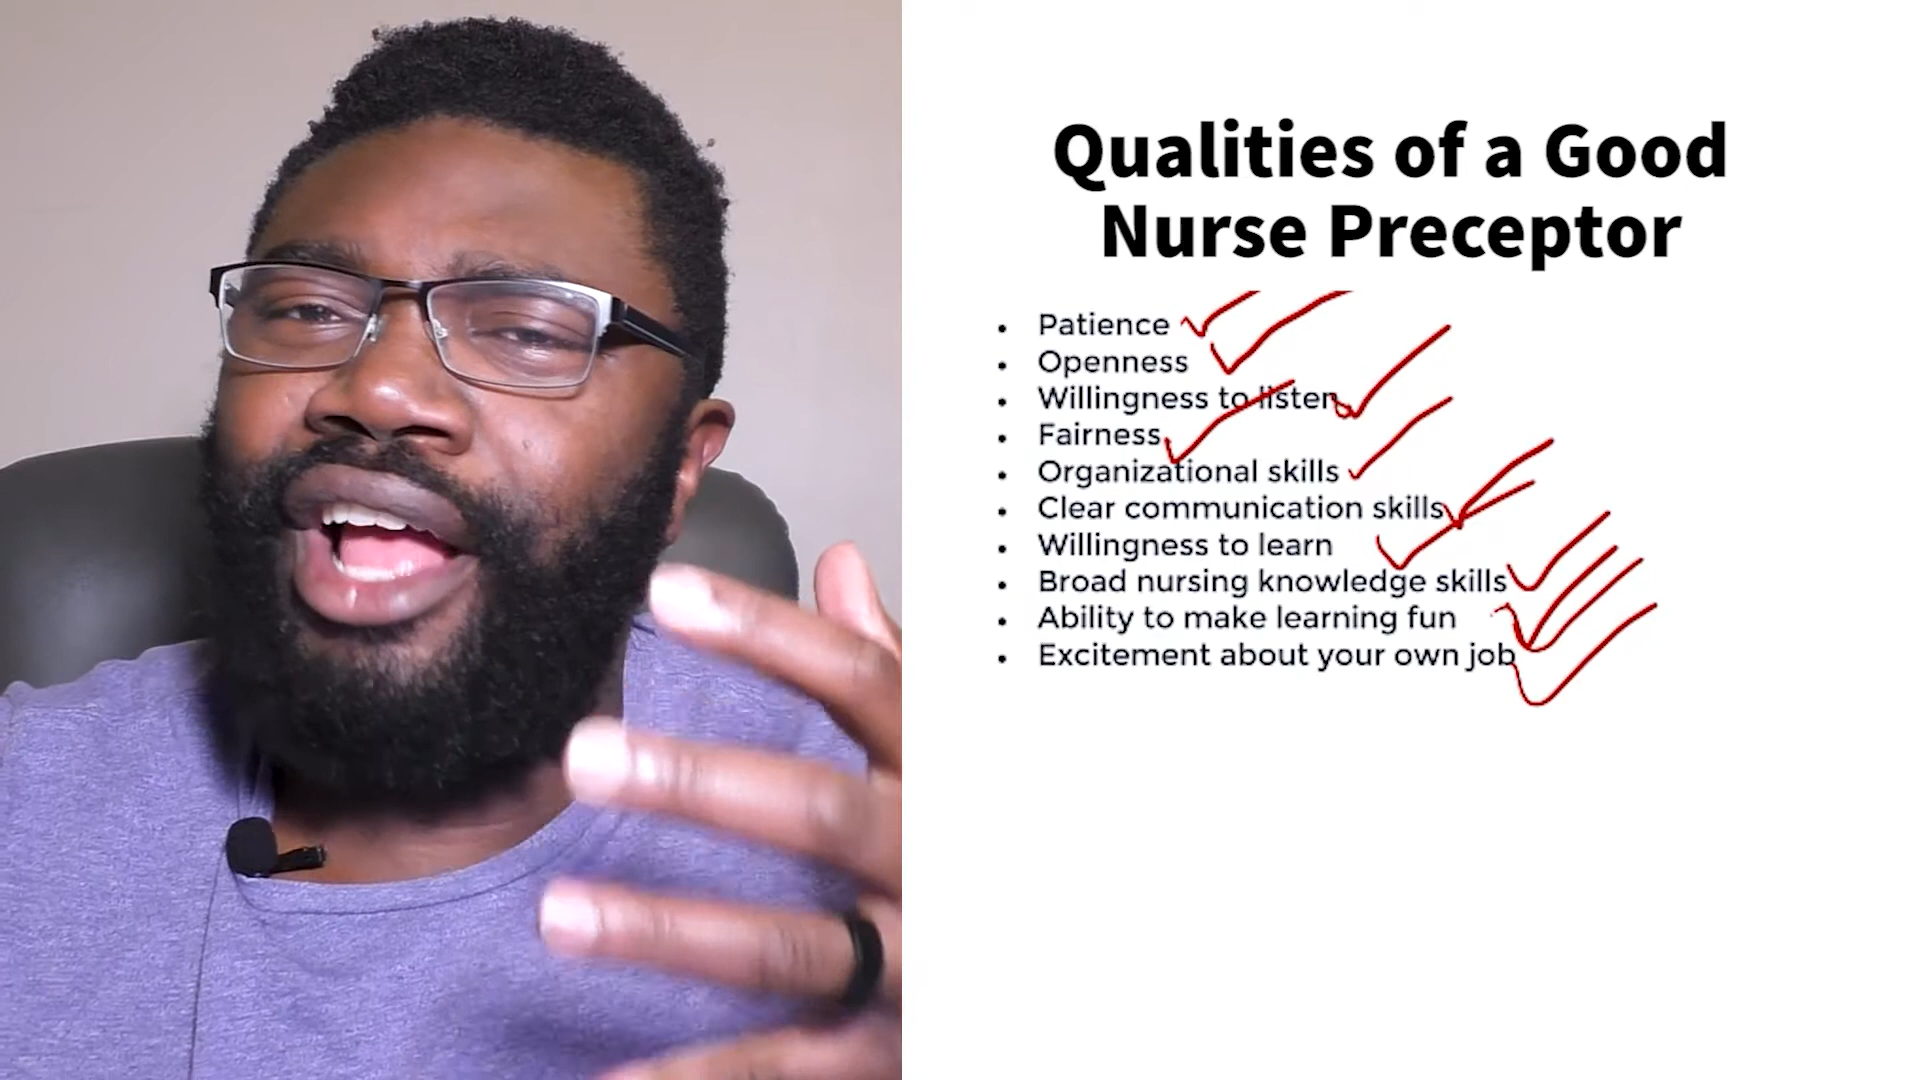 Qualities of a Good
Nurse Preceptor
• Patience
• Openness
• Willingness to listen
• Fairness
• Organizational skills
• Clear communication skills
• Willingness to learn
• Broad nursing knowledge skills
• Ability to make learning fun
• Excitement about your own job